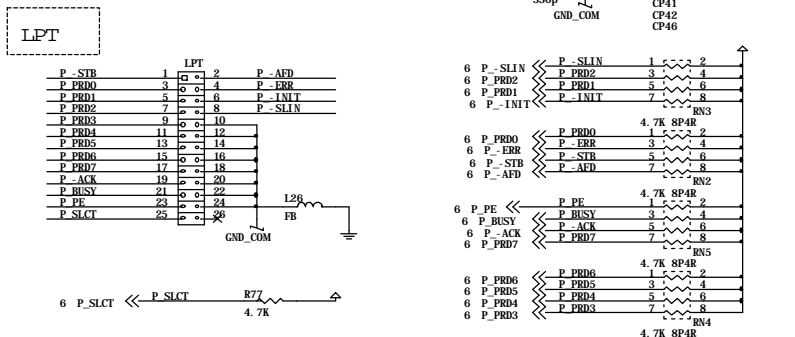 330p
GND_COM
CP41
CP42
CP46
LPT
LPT
P_-STB 1 2 P_-AFD
P_PRD0 3 4 P_-ERR
P_PRD1 5 6 P_-INIT
P_PRD2 7 8 P_-SLIN
P_PRD3 9 10
P_PRD4 11 12
P_PRD5 13 14
P_PRD6 15 16
P_PRD7 17 18
P_-ACK 19 20
P_BUSY 21 22
P_PE 23 24
P_SLCT 25 26
L26
FB
GND_COM
6 P_SLCT P_SLCT R77
4.7K
6 P_-SLIN P_-SLIN 1 2
6 P_PRD2 P_PRD2 3 4
6 P_PRD1 P_PRD1 5 6
6 P_-INIT P_-INIT 7 8
RN3
4.7K 8P4R
6 P_PRD0 P_PRD0 1 2
6 P_-ERR P_-ERR 3 4
6 P_-STB P_-STB 5 6
6 P_-AFD P_-AFD 7 8
RN2
4.7K 8P4R
6 P_PE P_PE 1 2
6 P_BUSY P_BUSY 3 4
6 P_-ACK P_-ACK 5 6
6 P_PRD7 P_PRD7 7 8
RN5
4.7K 8P4R
6 P_PRD6 P_PRD6 1 2
6 P_PRD5 P_PRD5 3 4
6 P_PRD4 P_PRD4 5 6
6 P_PRD3 P_PRD3 7 8
RN4
4.7K 8P4R